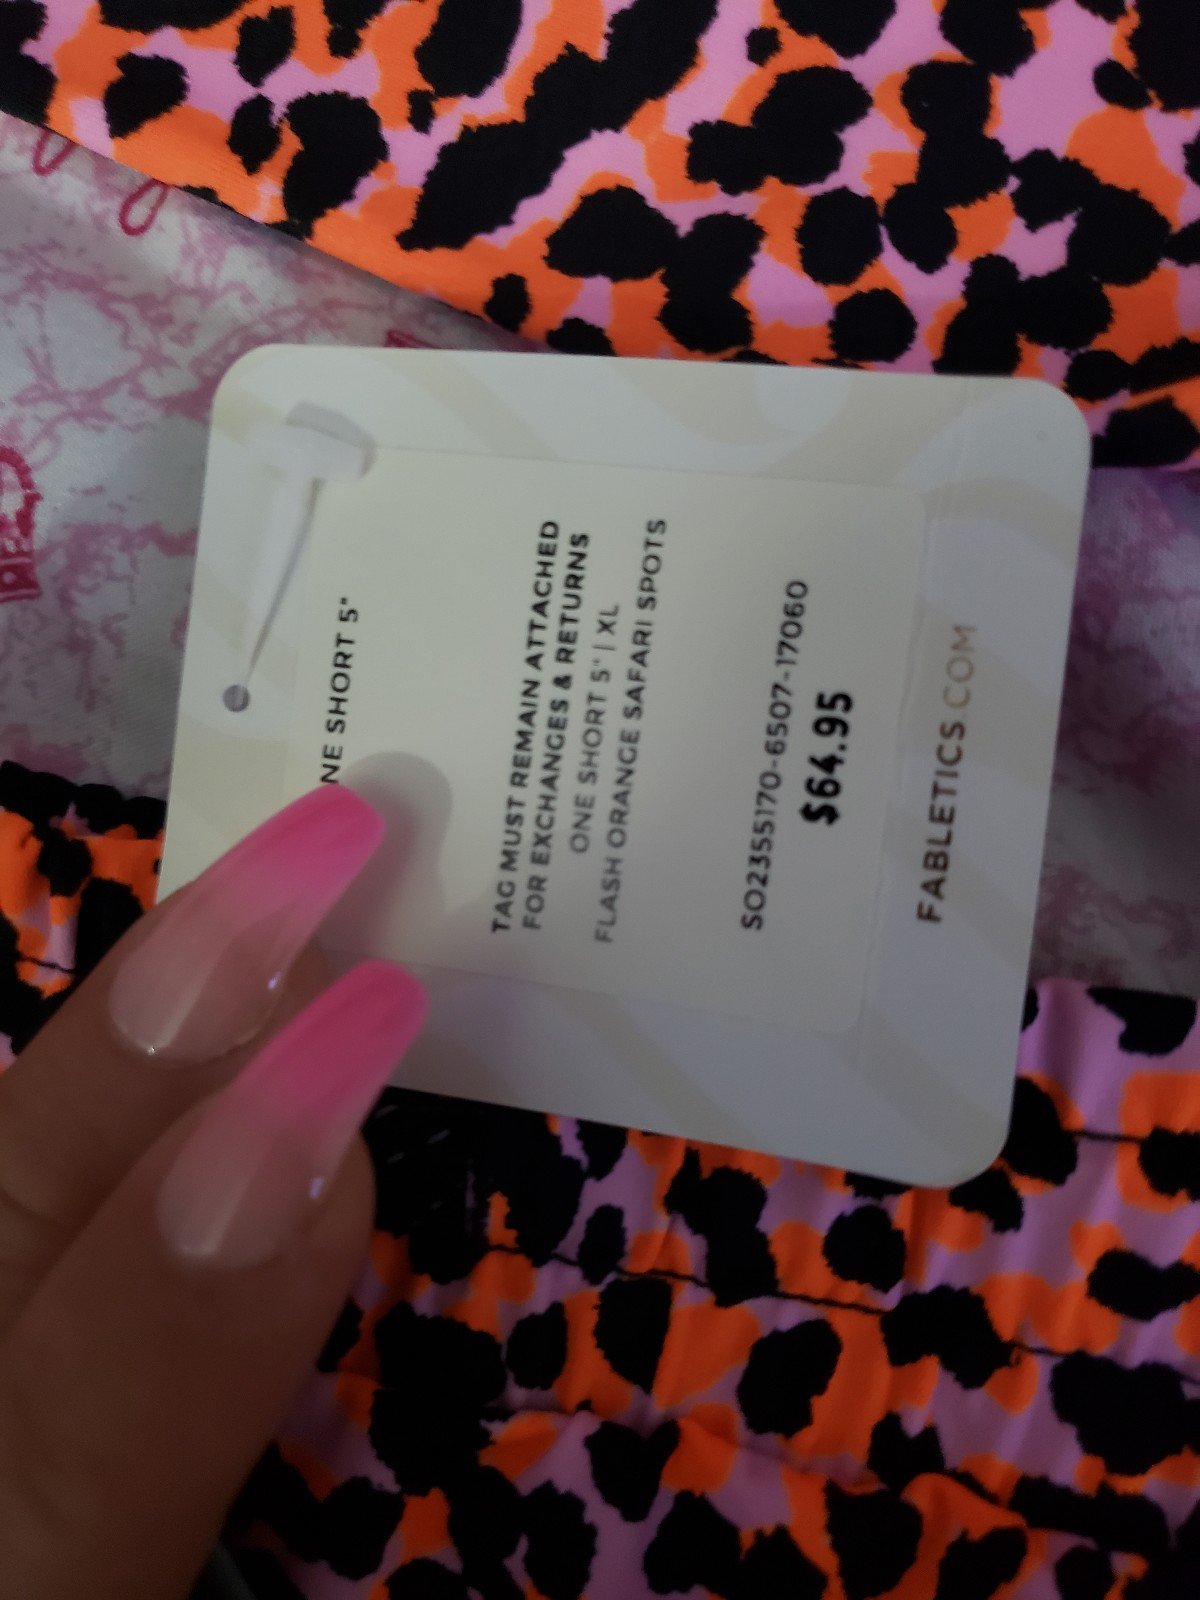 NE SHORT 5"
TAG MUST REMAIN ATTACHED
FOR EXCHANGES & RETURNS
ONE SHORT 5" | XL
FLASH ORANGE SAFARI SPOTS
SO2355170-6507-17060
$64.95
FABLETICS.COM